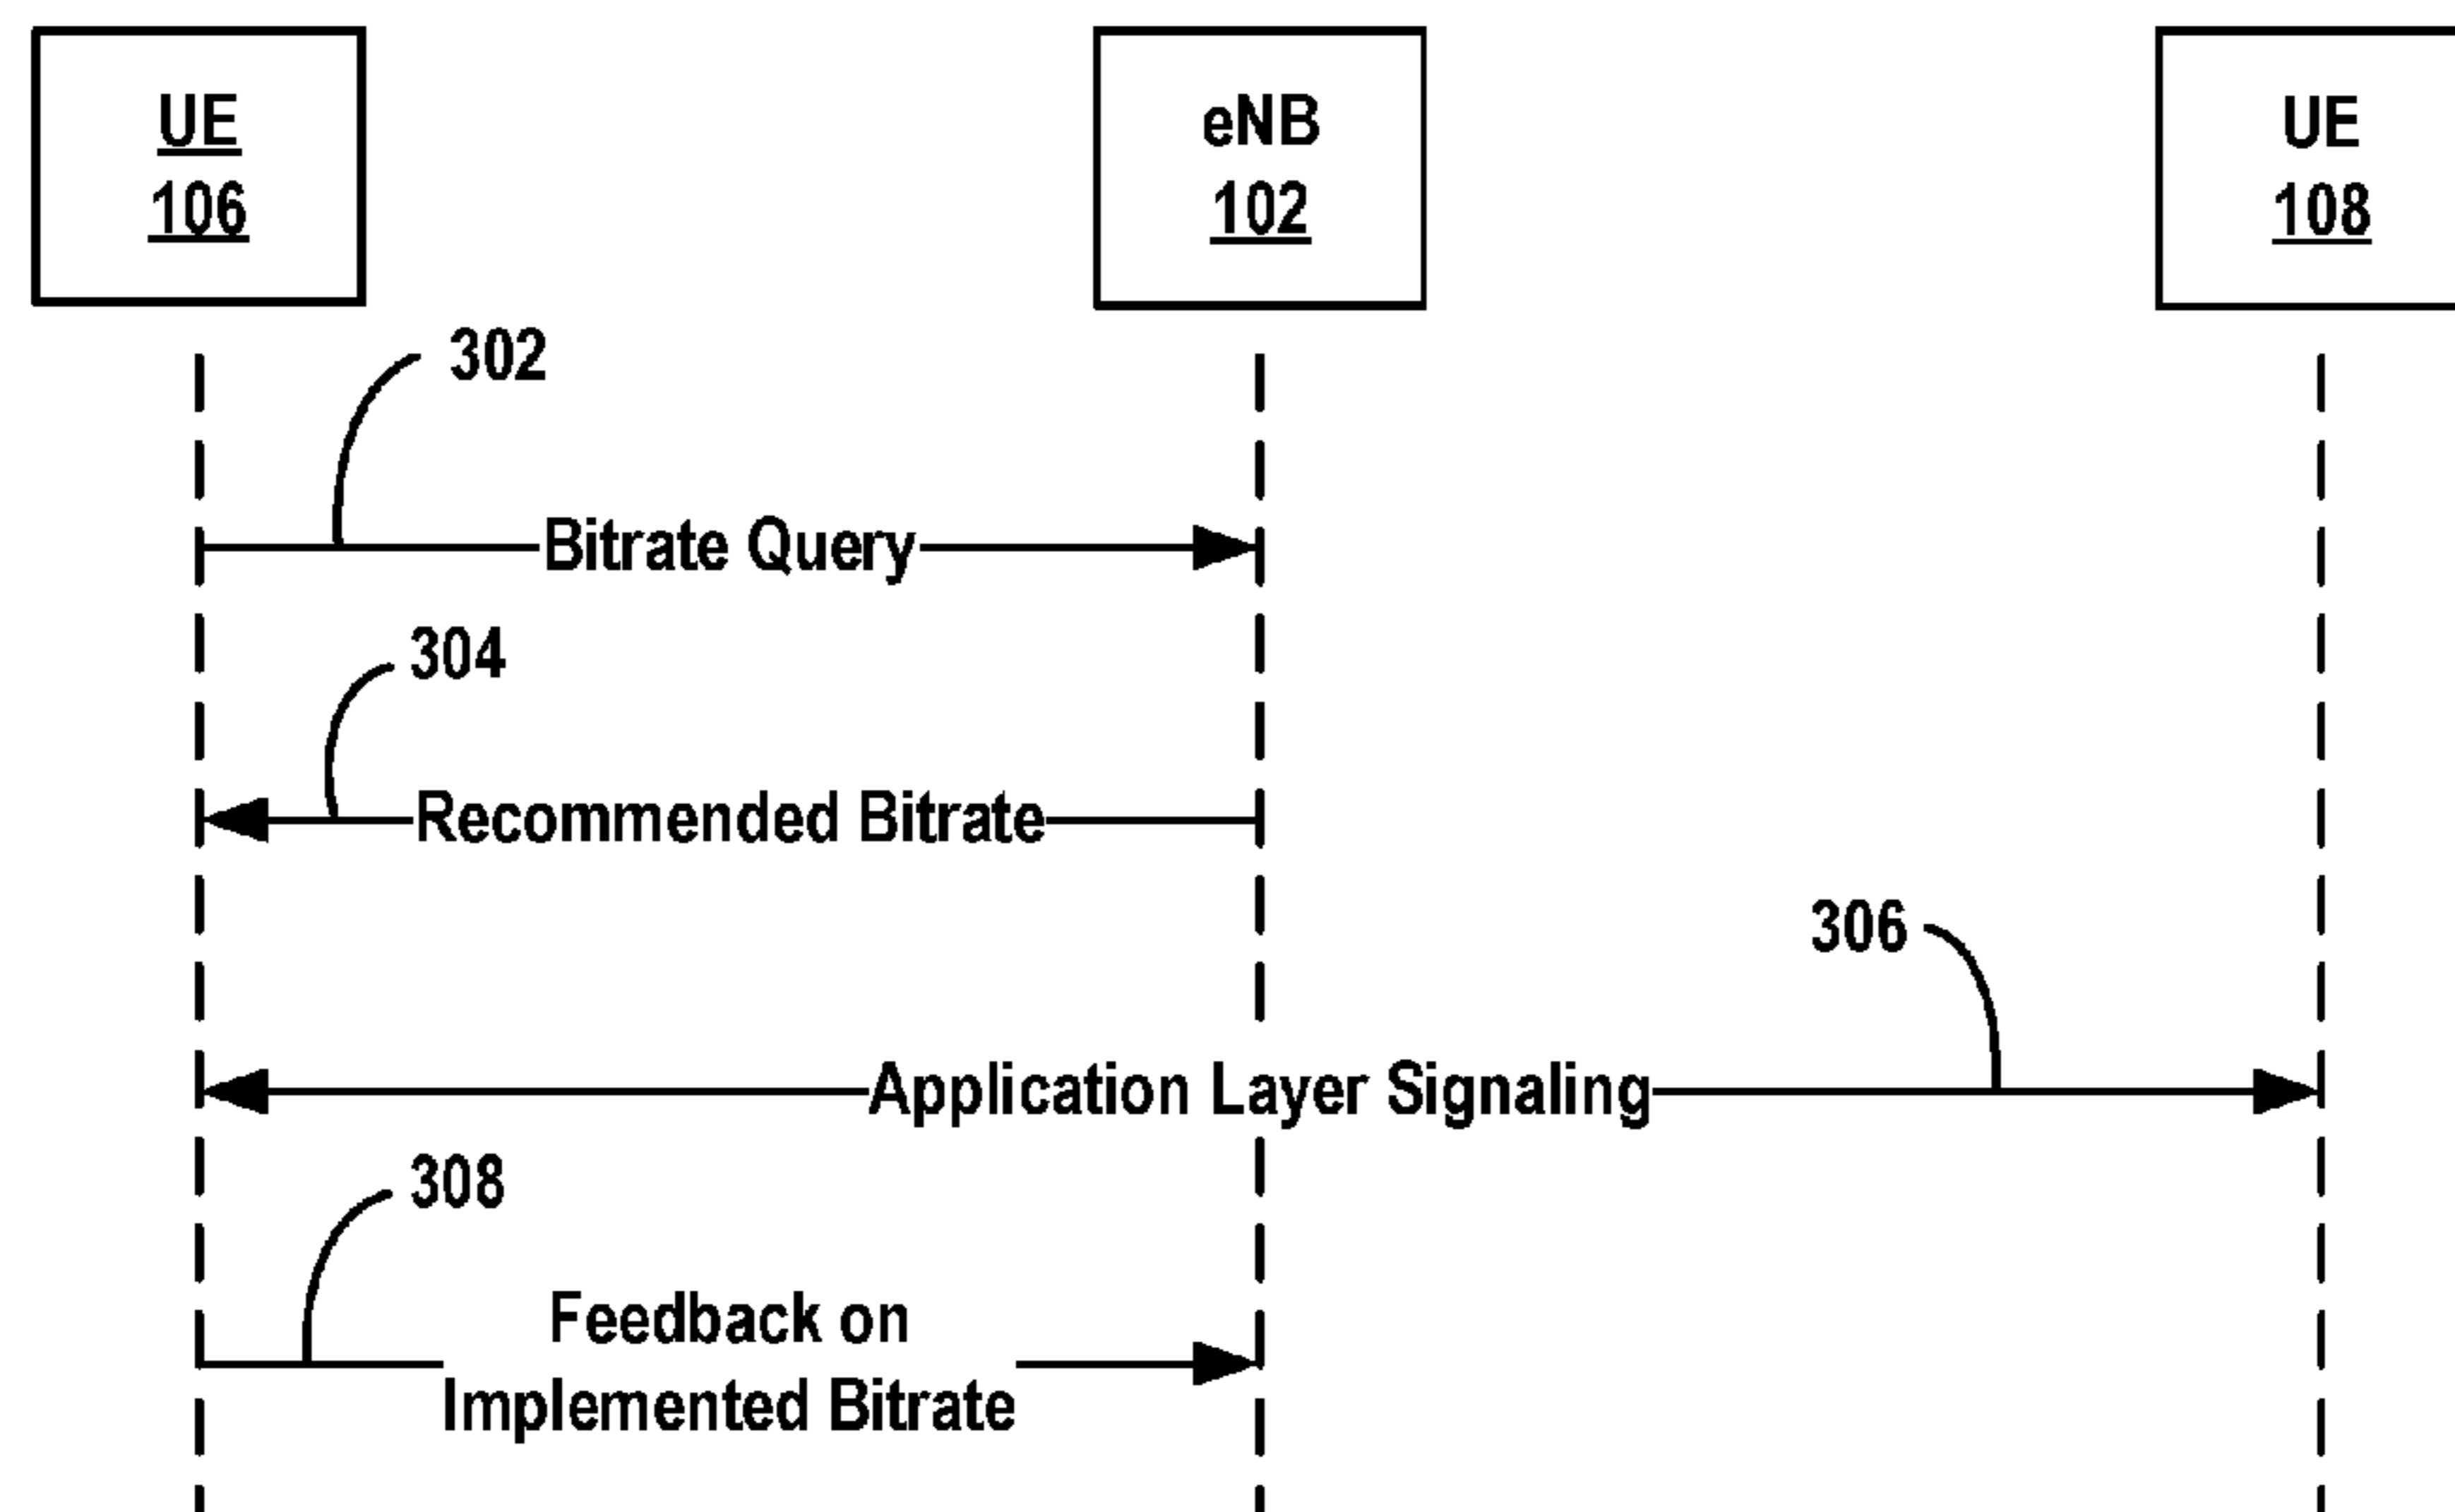 UE
106
eNB
102
UE
108
302
Bitrate Query
304
Recommended Bitrate
306
Application Layer Signaling
308
Feedback on
Implemented Bitrate